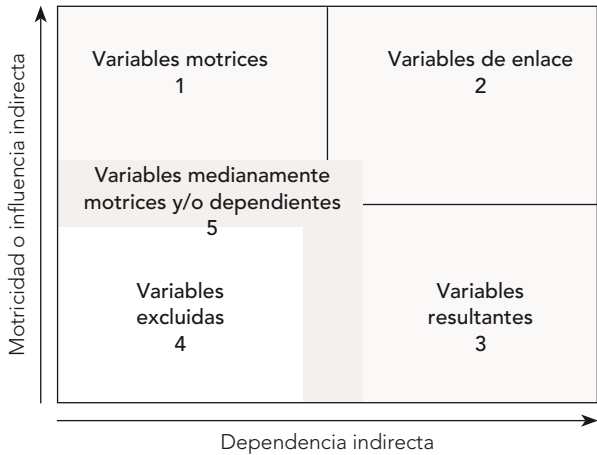 Motricidad o influencia indirecta
Variables motrices
1
Variables de enlace
2
Variables medianamente
motrices y/o dependientes
5
Variables
excluidas
4
Variables
resultantes
3
Dependencia indirecta